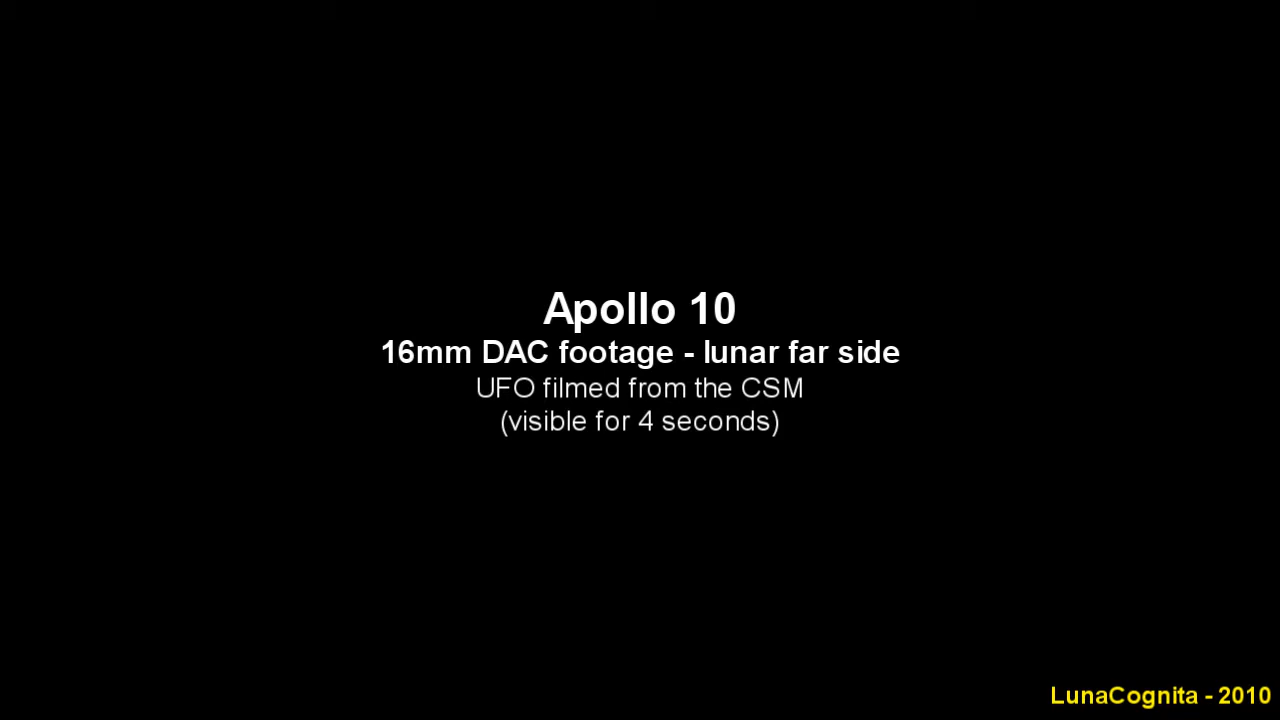 Apollo 10
16mm DAC footage - lunar far side
UFO filmed from the CSM
(visible for 4 seconds)
LunaCognita - 2010